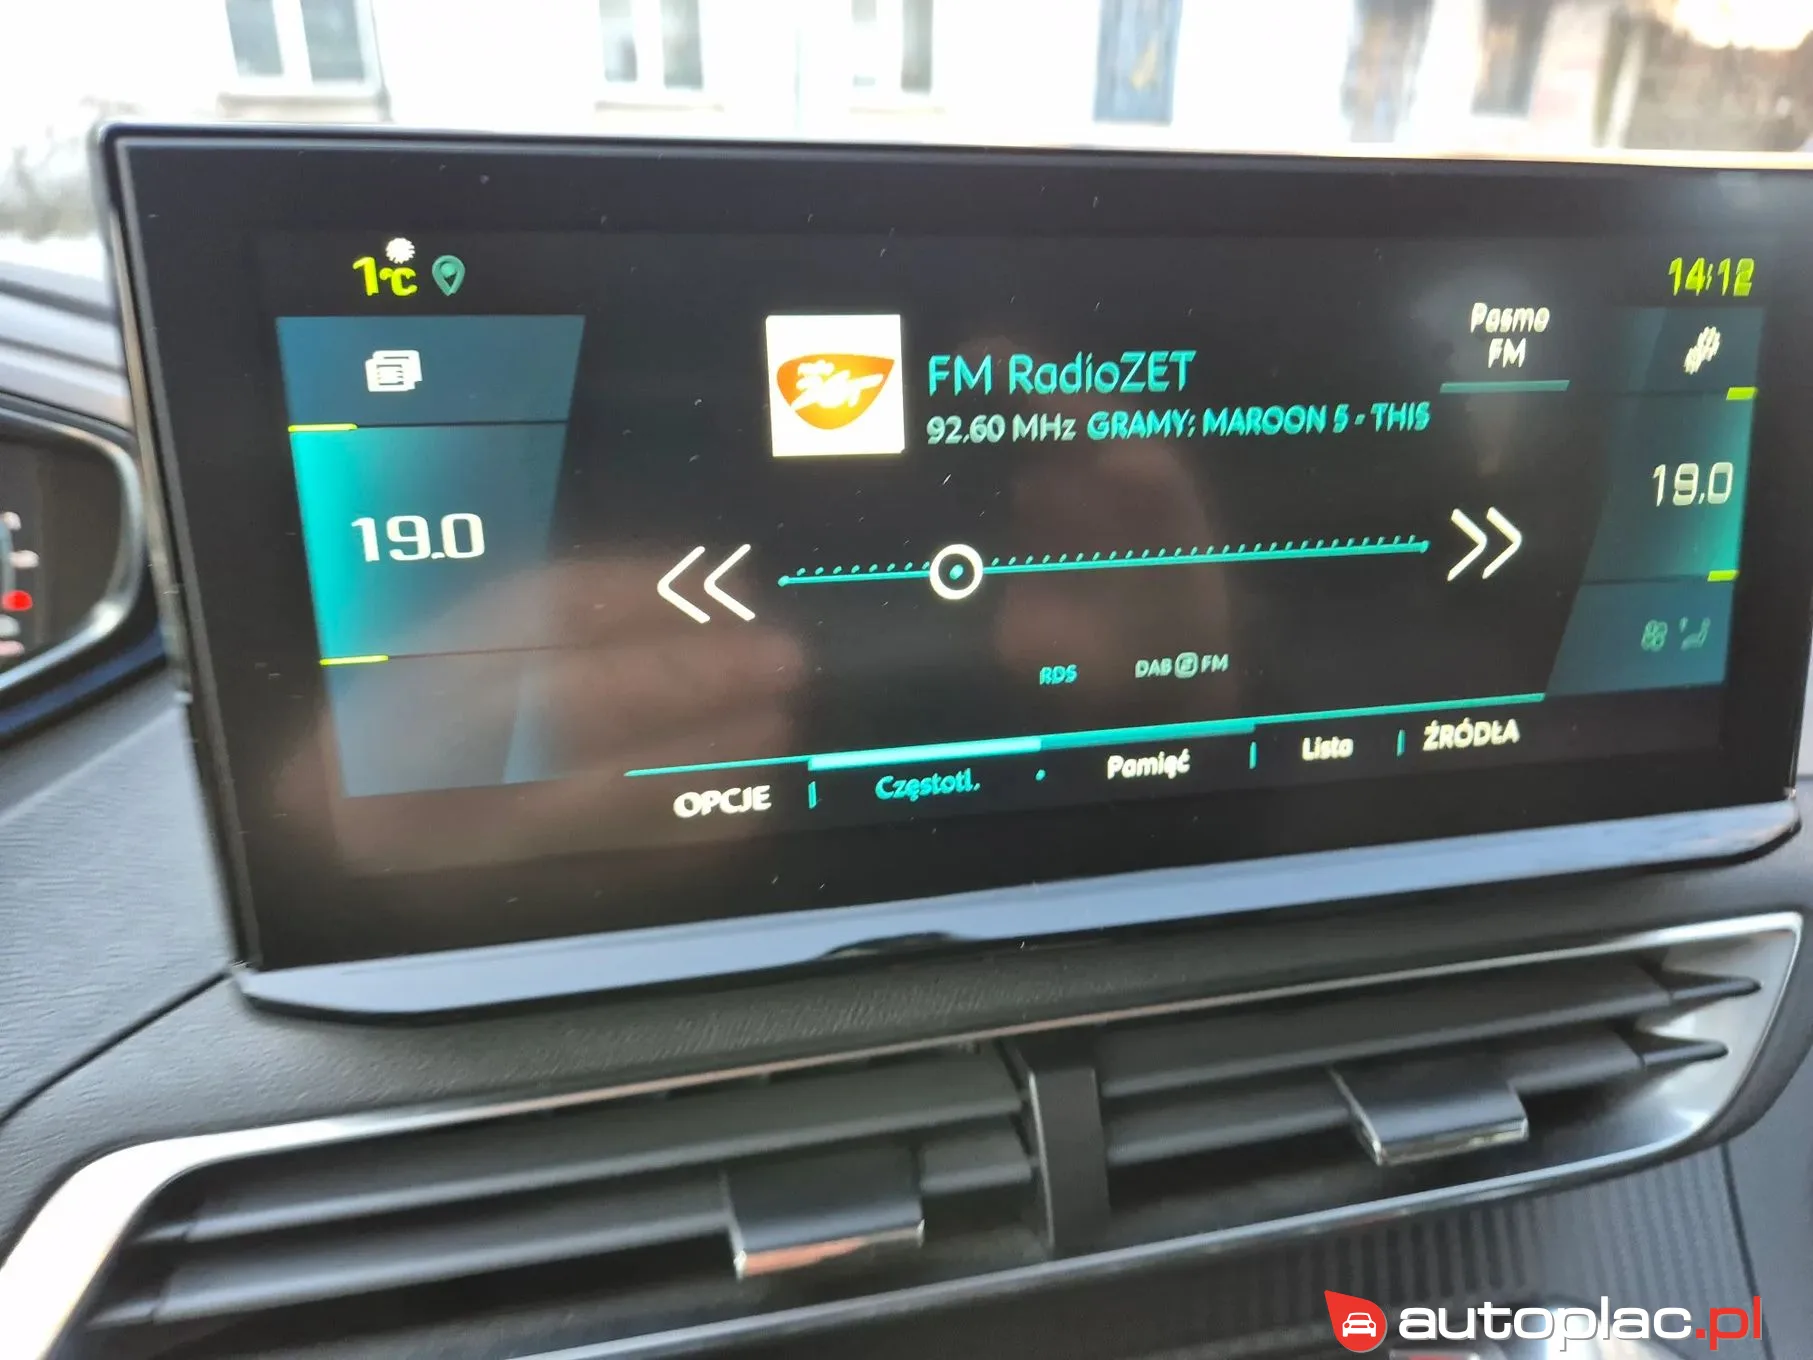 1°C
14:12
Pasmo
FM
FM RadioZET
92.60 MHz GRAMY: MAROON 5 - THIS
19.0
19.0
RDS
DAB FM
OPCJE
Częstotl.
Pamięć
Lista
ŹRÓDŁA
autoplac.pl